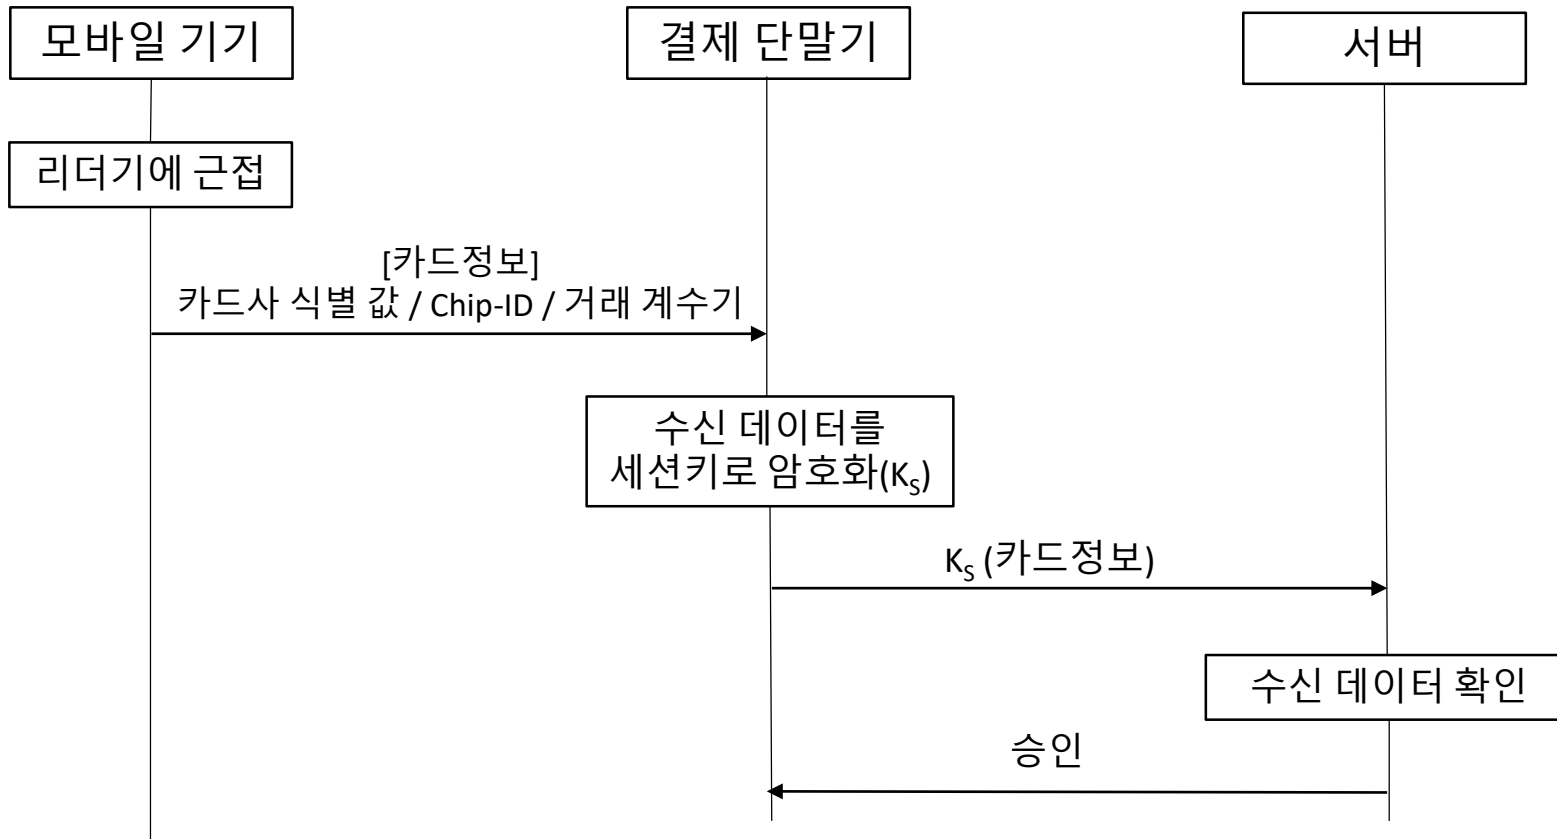 모바일 기기
결제 단말기
서버
리더기에 근접
[카드정보]
카드사 식별 값 / Chip-ID / 거래 계수기
수신 데이터를
세션키로 암호화(KS)
KS (카드정보)
수신 데이터 확인
승인